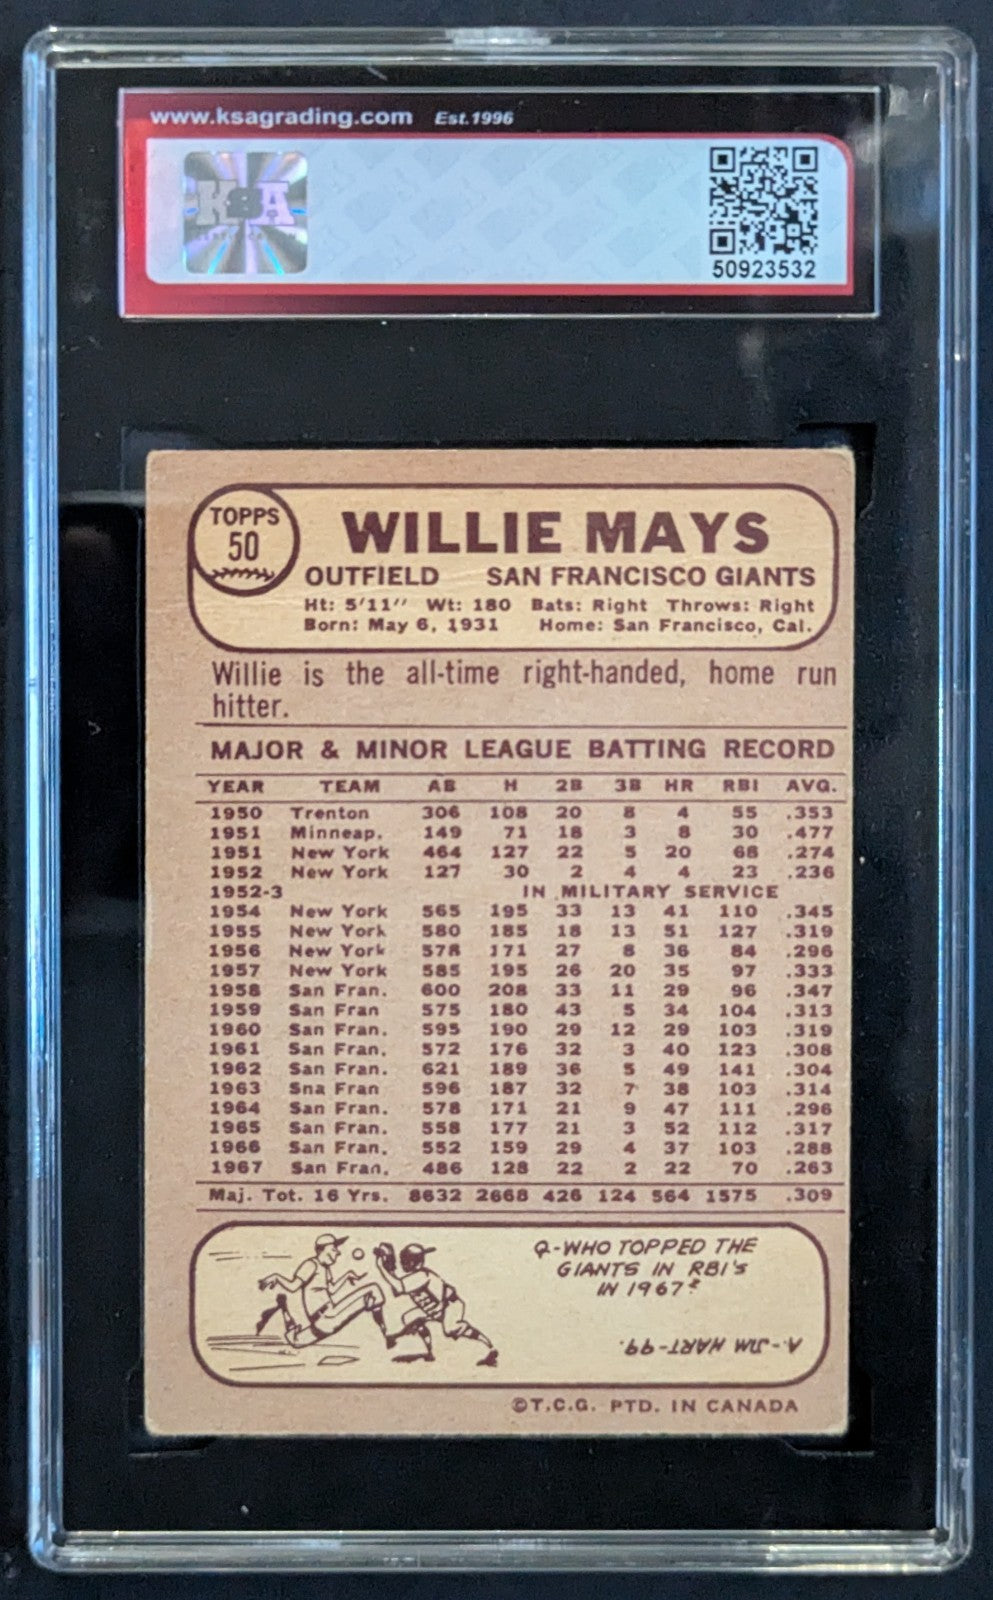 www.ksagrading.com Est.1996
KSA
50923532
TOPPS
50
WILLIE MAYS
OUTFIELD SAN FRANCISCO GIANTS
Ht: 5'11" Wt: 180 Bats: Right Throws: Right
Born: May 6, 1931 Home: San Francisco, Cal.
Willie is the all-time right-handed, home run
hitter.
MAJOR & MINOR LEAGUE BATTING RECORD
YEAR TEAM AB H 2B 3B HR RBI AVG.
1950 Trenton 306 108 20 8 4 55 .353
1951 Minneap. 149 71 18 3 8 30 .477
1951 New York 464 127 22 5 20 68 .274
1952 New York 127 30 2 4 4 23 .236
1952-3 IN MILITARY SERVICE
1954 New York 565 195 33 13 41 110 .345
1955 New York 580 185 18 13 51 127 .319
1956 New York 578 171 27 8 36 84 .296
1957 New York 585 195 26 20 35 97 .333
1958 San Fran. 600 208 33 11 29 96 .347
1959 San Fran 575 180 43 5 34 104 .313
1960 San Fran. 595 190 29 12 29 103 .319
1961 San Fran. 572 176 32 3 40 123 .308
1962 San Fran. 621 189 36 5 49 141 .304
1963 Sna Fran 596 187 32 7 38 103 .314
1964 San Fran. 578 171 21 9 47 111 .296
1965 San Fran. 558 177 21 3 52 112 .317
1966 San Fran. 552 159 29 4 37 103 .288
1967 San Fran. 486 128 22 2 22 70 .263
Maj. Tot. 16 Yrs. 8632 2668 426 124 564 1575 .309
Q-WHO TOPPED THE
GIANTS IN RBI'S
IN 1967?
A-JIM HART-99.
©T.C.G. PTD. IN CANADA